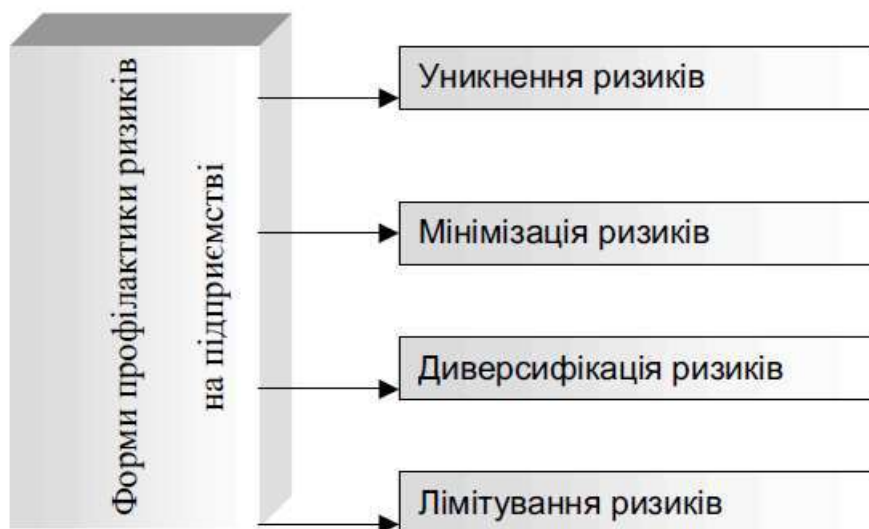 Форми профілактики ризиків
на підприємстві
Уникнення ризиків
Мінімізація ризиків
Диверсифікація ризиків
Лімітування ризиків